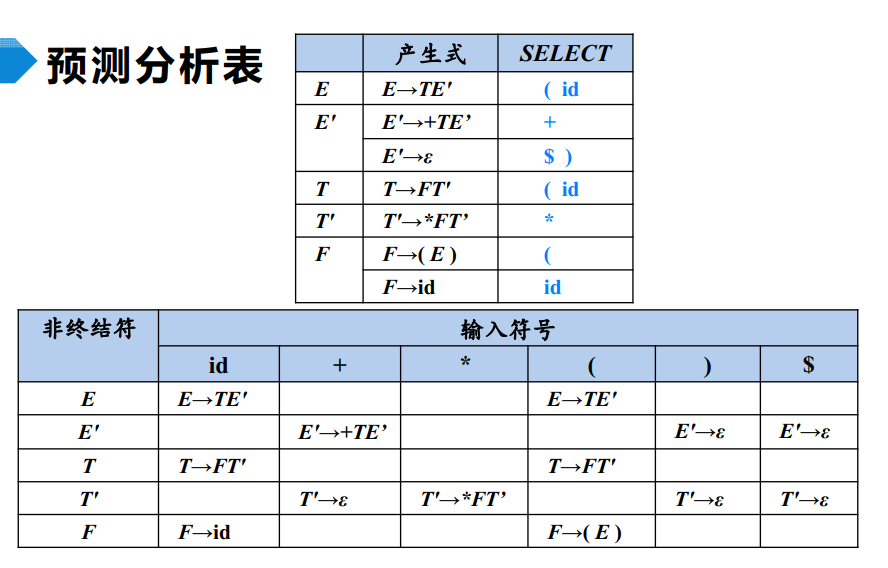 预测分析表
产生式 SELECT
E E→TE' ( id
E' E'→+TE’ +
E'→ε $ )
T T→FT' ( id
T' T'→*FT’ *
F F→( E ) (
F→id id
非终结符 输入符号
id + * ( ) $
E E→TE' E→TE'
E' E'→+TE’ E'→ε E'→ε
T T→FT' T→FT'
T' T'→ε T'→*FT’ T'→ε T'→ε
F F→id F→( E )